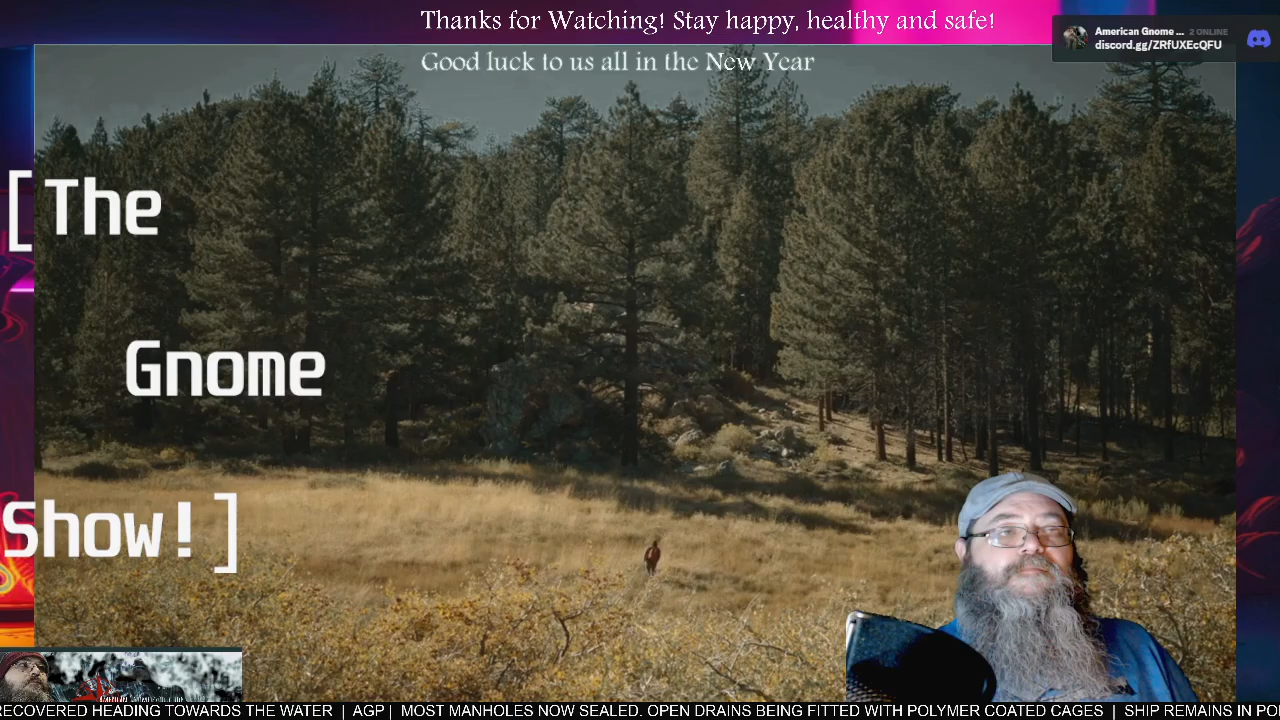 Thanks for Watching! Stay happy, healthy and safe!
American Gnome ... 2 ONLINE
discord.gg/ZRfUXEcQFU
Good luck to us all in the New Year
[The
Gnome
Show!]
RECOVERED HEADING TOWARDS THE WATER | AGP | MOST MANHOLES NOW SEALED. OPEN DRAINS BEING FITTED WITH POLYMER COATED CAGES | SHIP REMAINS IN PO